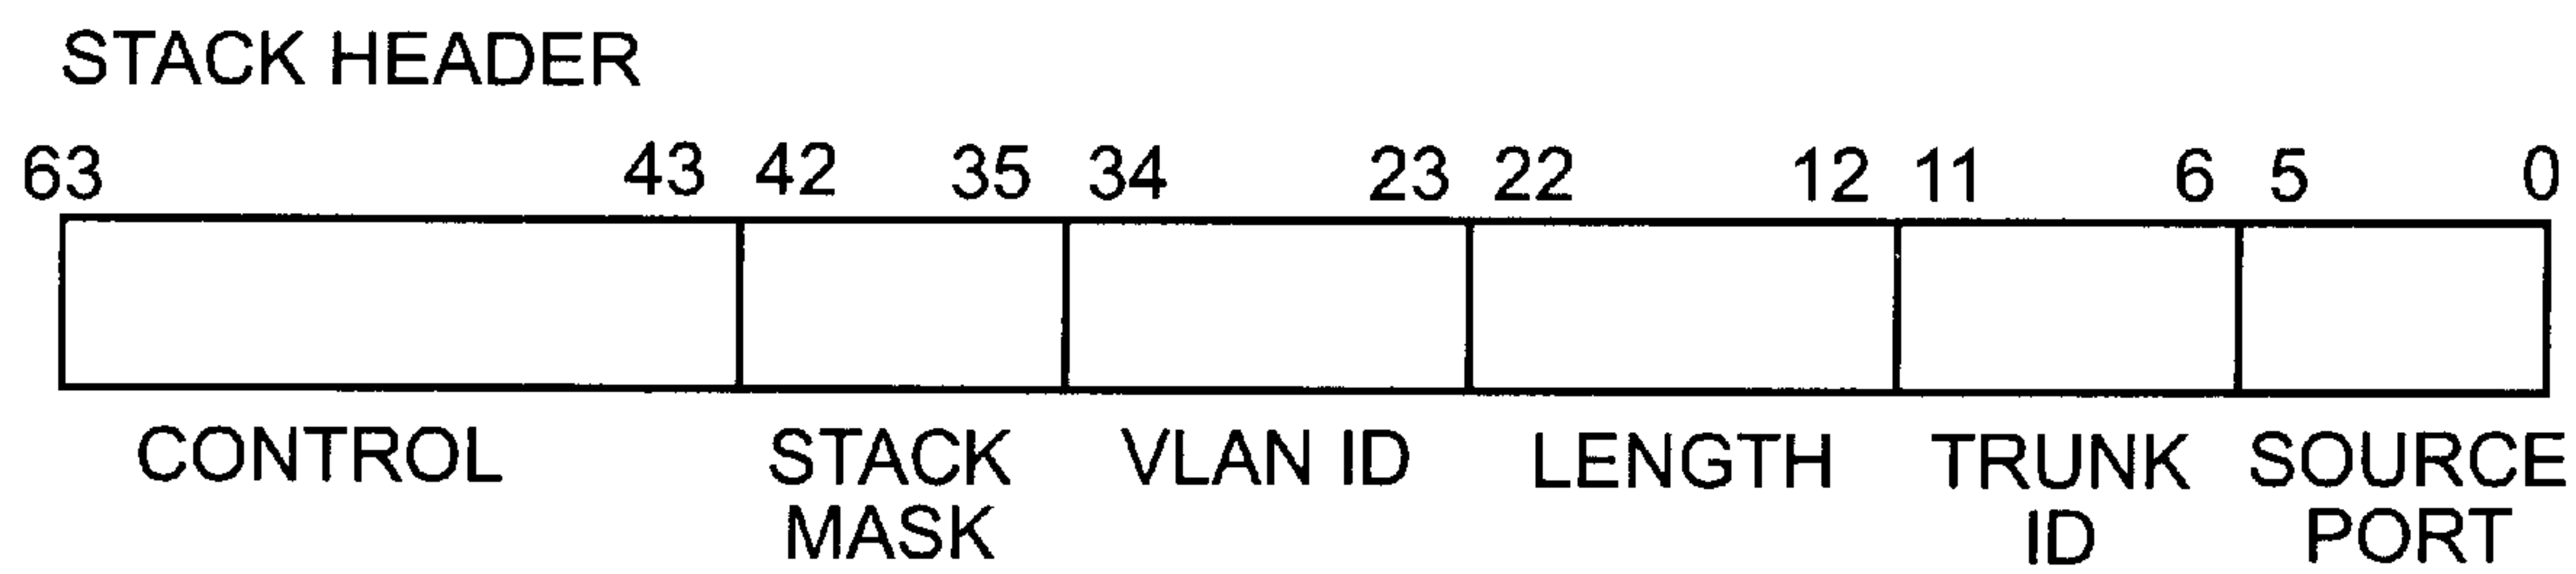 STACK HEADER
63 43 42 35 34 23 22 12 11 6 5 0
CONTROL STACK MASK VLAN ID LENGTH TRUNK ID SOURCE PORT